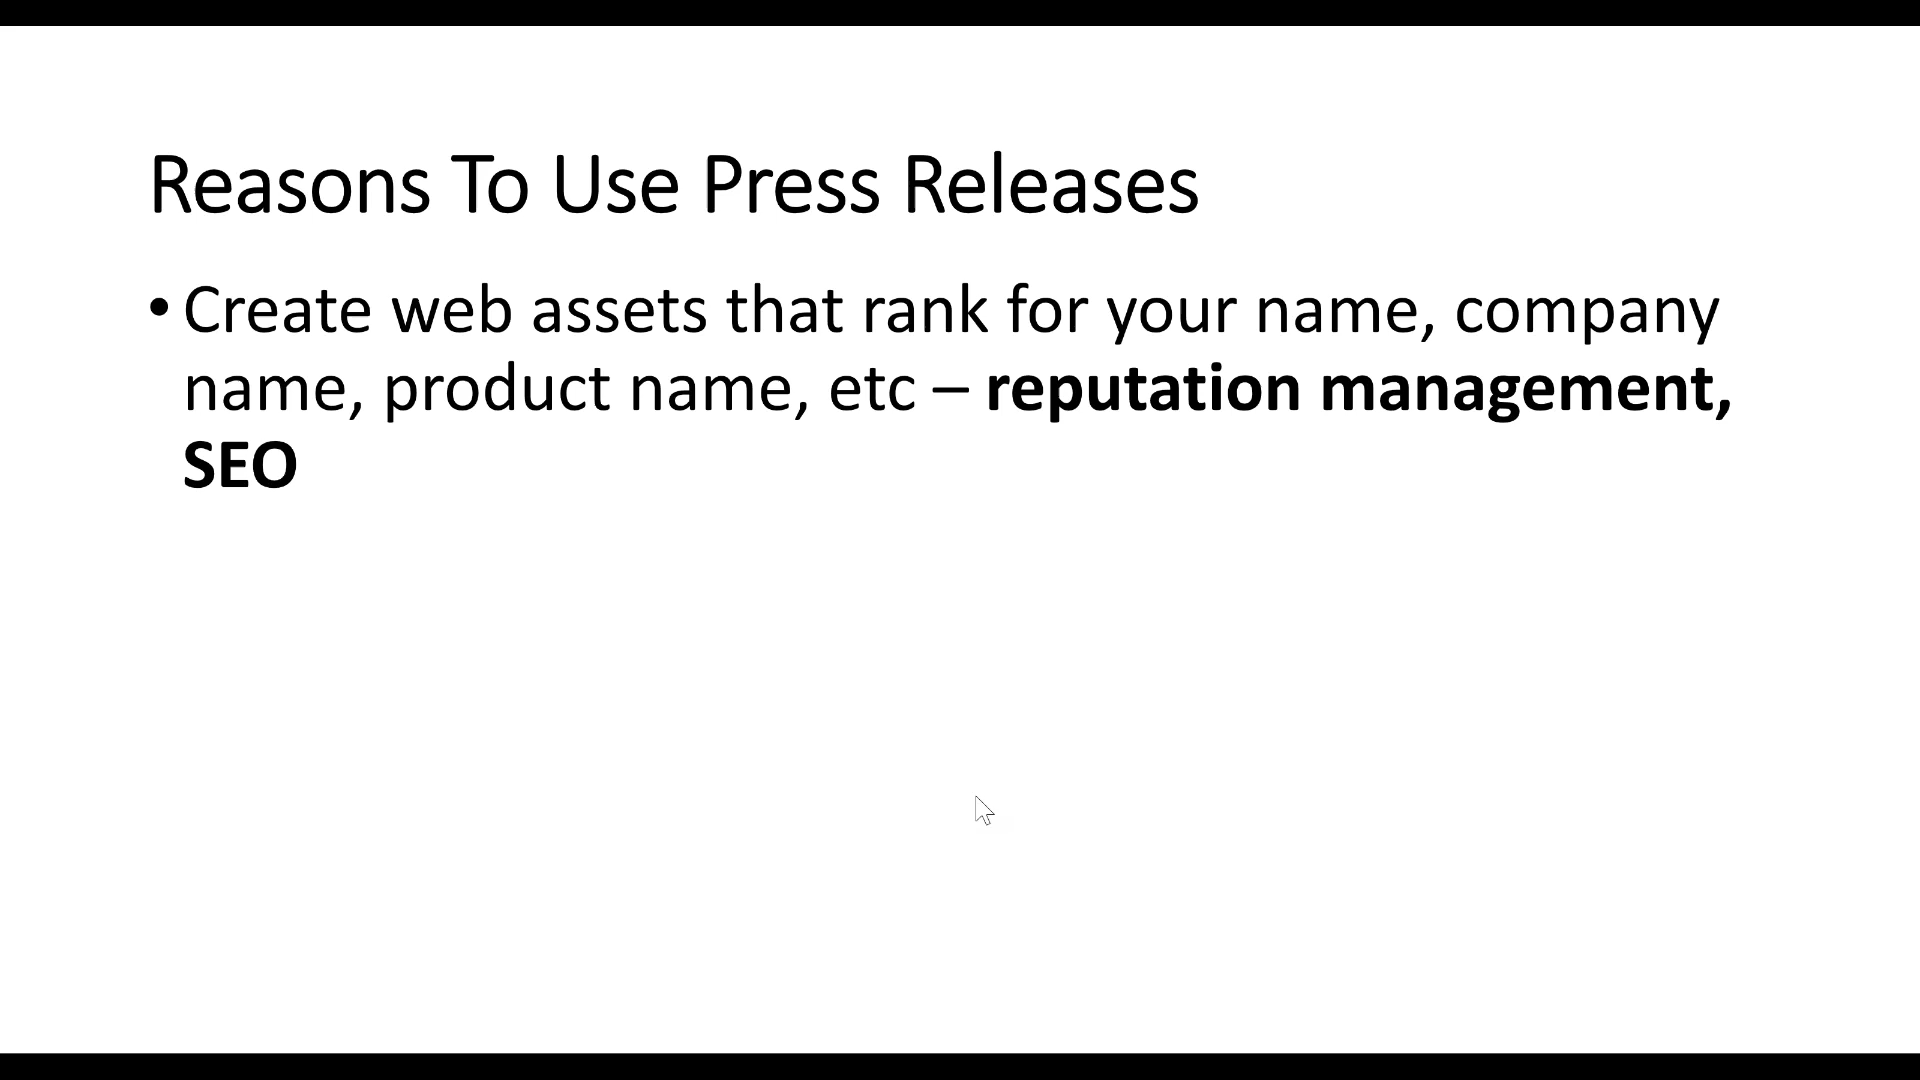 Reasons To Use Press Releases
• Create web assets that rank for your name, company
name, product name, etc – reputation management,
SEO